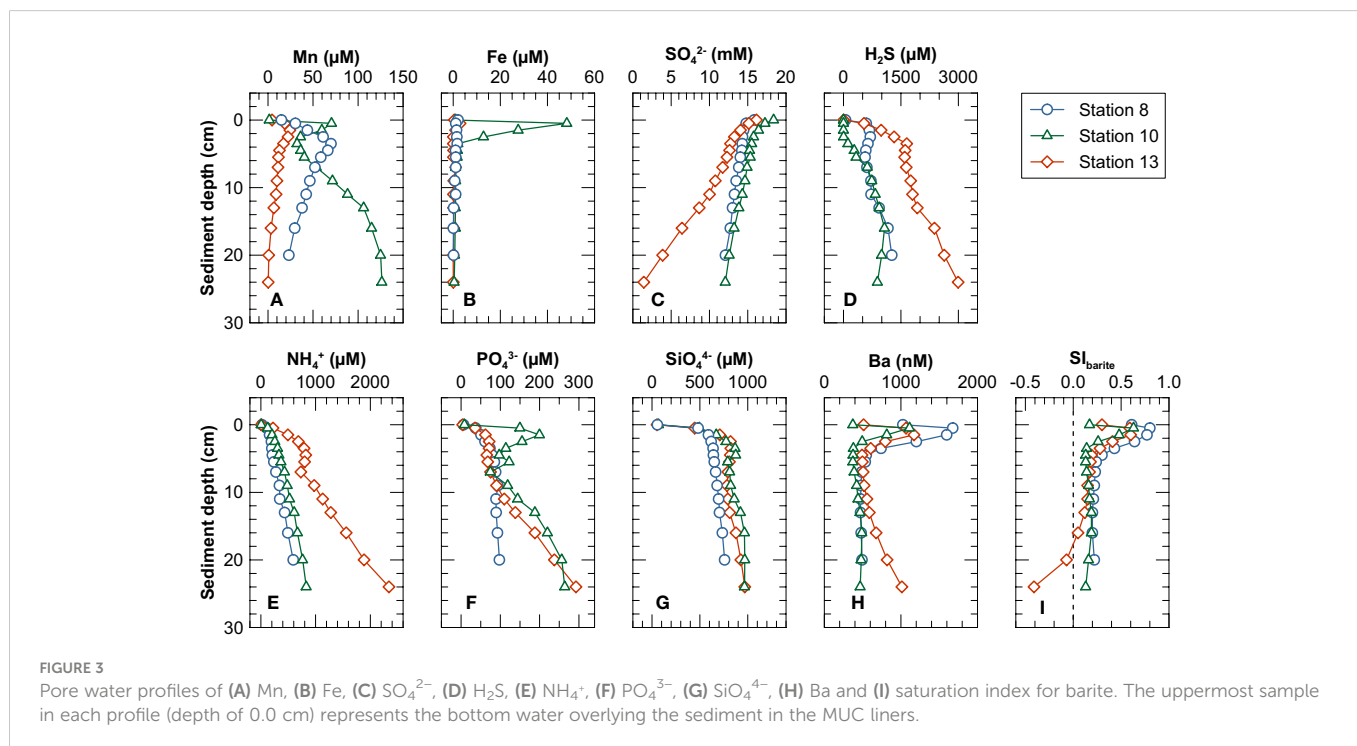 Mn (µM)
0 50 100 150
Fe (µM)
0 20 40 60
SO₄²⁻ (mM)
0 5 10 15 20
H₂S (µM)
0 1500 3000
Sediment depth (cm)
0
10
20
30
A
B
C
D
Station 8
Station 10
Station 13
NH₄⁺ (µM)
0 1000 2000
PO₄³⁻ (µM)
0 100 200 300
SiO₄⁴⁻ (µM)
0 500 1000
Ba (nM)
0 1000 2000
SI_barite
-0.5 0.0 0.5 1.0
Sediment depth (cm)
0
10
20
30
E
F
G
H
I
FIGURE 3
Pore water profiles of (A) Mn, (B) Fe, (C) SO₄²⁻, (D) H₂S, (E) NH₄⁺, (F) PO₄³⁻, (G) SiO₄⁴⁻, (H) Ba and (I) saturation index for barite. The uppermost sample
in each profile (depth of 0.0 cm) represents the bottom water overlying the sediment in the MUC liners.